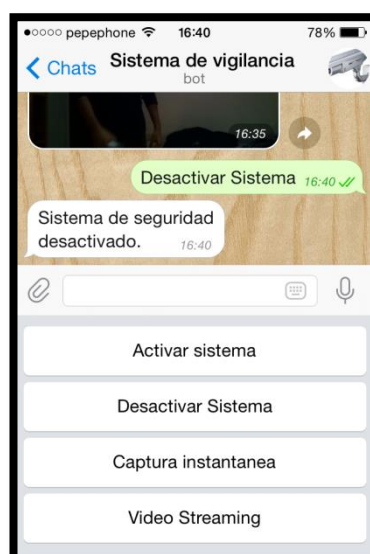 pepephone 16:40 78%
Chats Sistema de vigilancia
bot
16:35
Desactivar Sistema 16:40
Sistema de seguridad
desactivado. 16:40
Activar sistema
Desactivar Sistema
Captura instantanea
Video Streaming